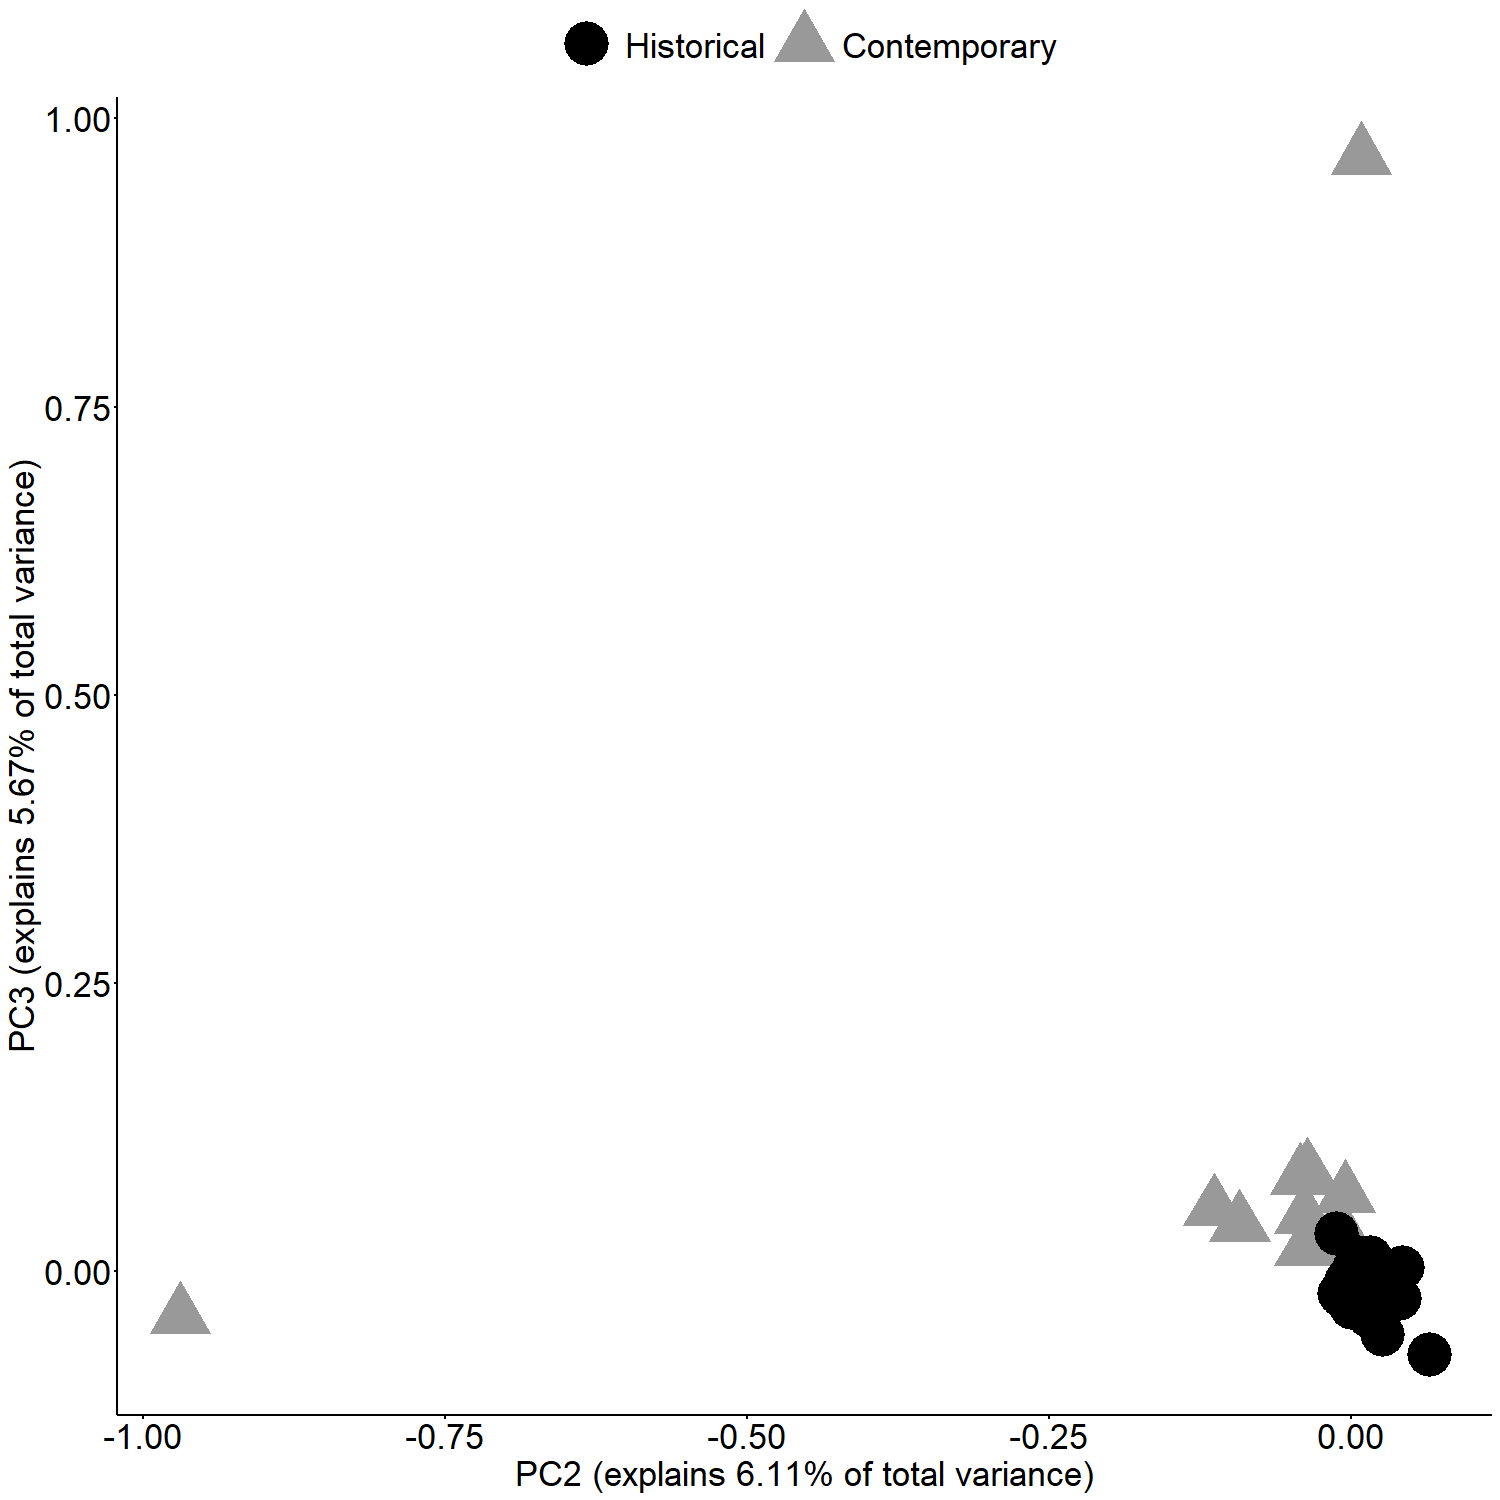 Historical Contemporary
1.00
0.75
0.50
0.25
0.00
PC3 (explains 5.67% of total variance)
-1.00 -0.75 -0.50 -0.25 0.00
PC2 (explains 6.11% of total variance)